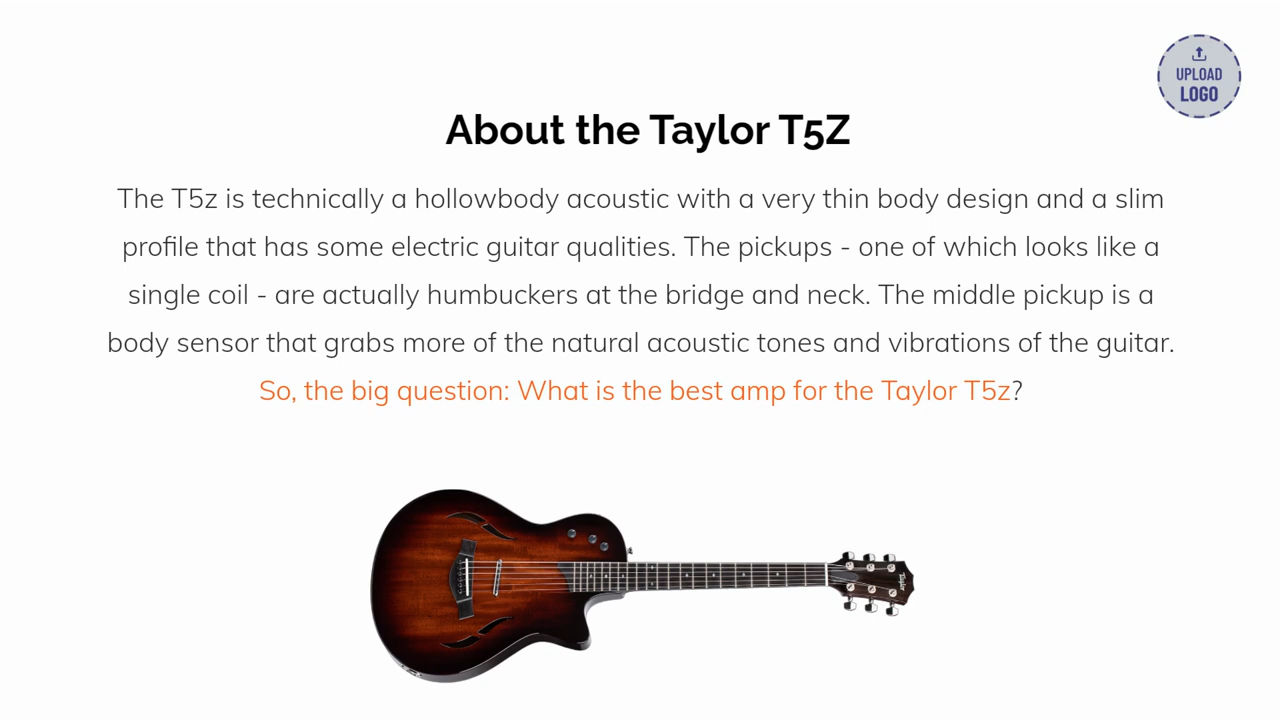 UPLOAD
LOGO
About the Taylor T5Z
The T5z is technically a hollowbody acoustic with a very thin body design and a slim
profile that has some electric guitar qualities. The pickups - one of which looks like a
single coil - are actually humbuckers at the bridge and neck. The middle pickup is a
body sensor that grabs more of the natural acoustic tones and vibrations of the guitar.
So, the big question: What is the best amp for the Taylor T5z?
Taylor